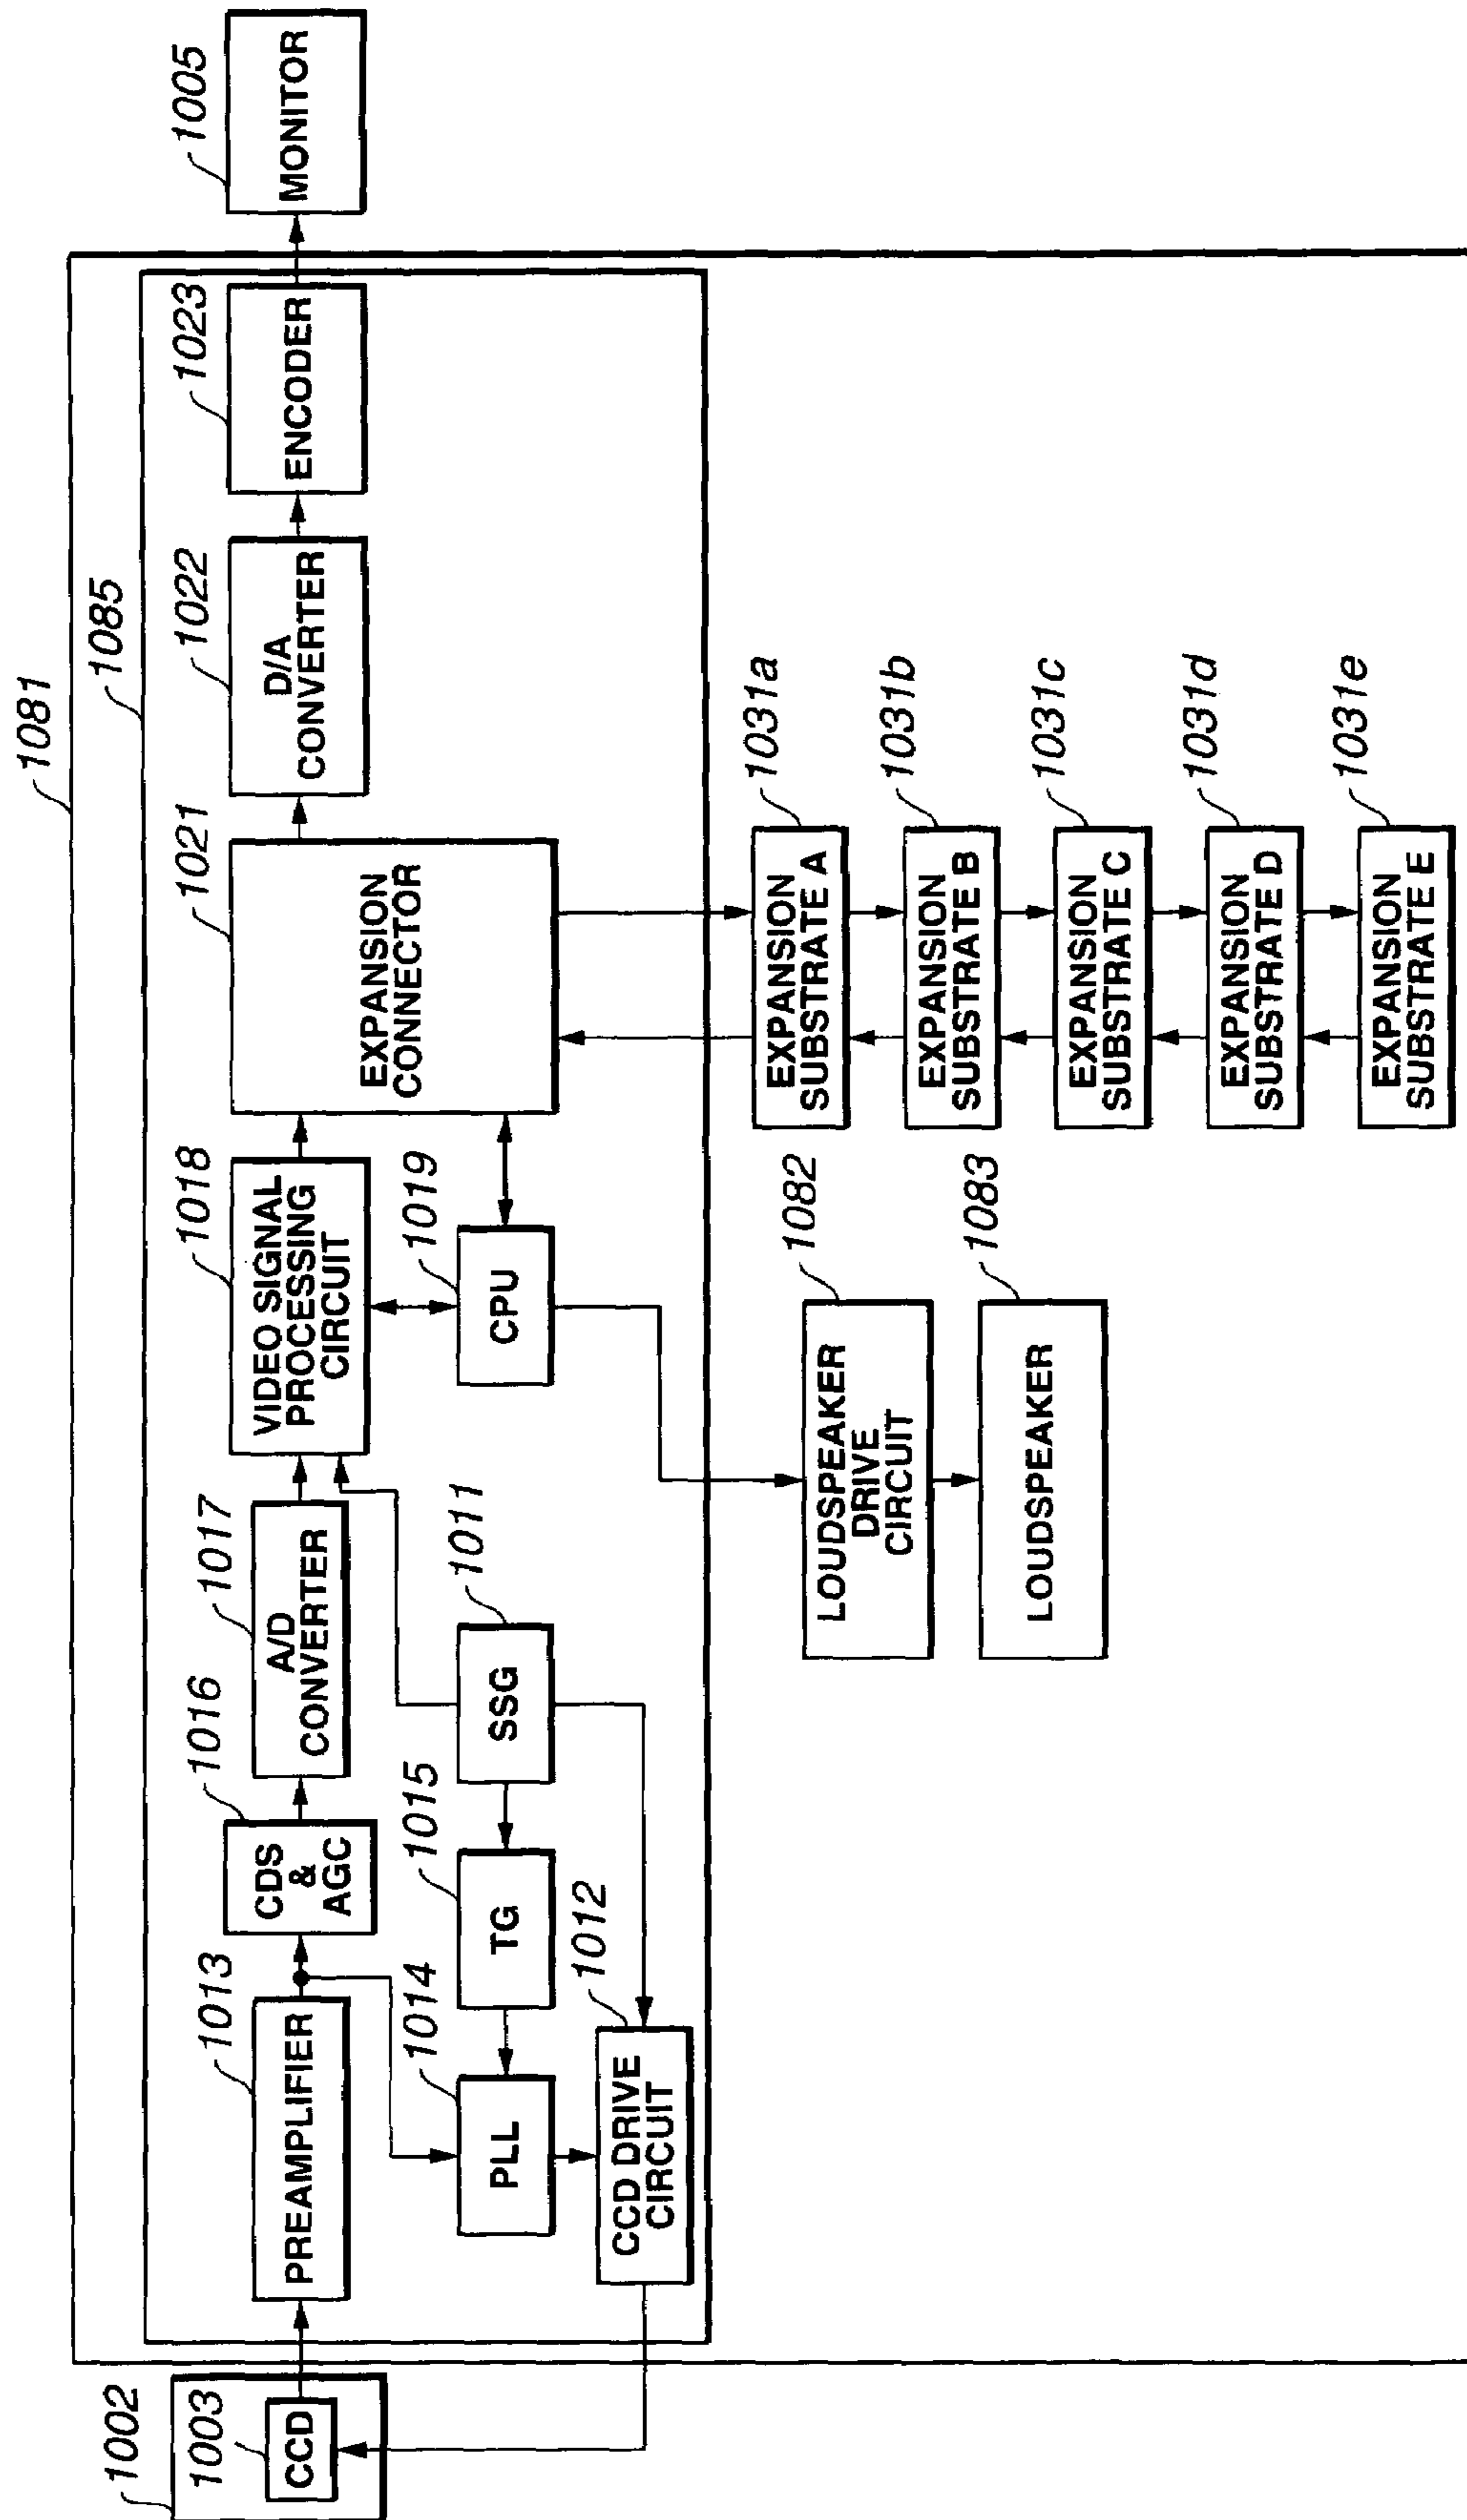 1081
1085
1002
1003
CCD
1013
PREAMPLIFIER
1016
CDS
&
AGC
1017
A/D
CONVERTER
1018
VIDEO SIGNAL
PROCESSING
CIRCUIT
1021
EXPANSION
CONNECTOR
1022
D/A
CONVERTER
1023
ENCODER
1005
MONITOR
1014
PLL
1015
TG
1011
SSG
1019
CPU
1012
CCD DRIVE
CIRCUIT
1082
LOUDSPEAKER
DRIVE
CIRCUIT
1083
LOUDSPEAKER
1031a
EXPANSION
SUBSTRATE A
1031b
EXPANSION
SUBSTRATE B
1031c
EXPANSION
SUBSTRATE C
1031d
EXPANSION
SUBSTRATE D
1031e
EXPANSION
SUBSTRATE E